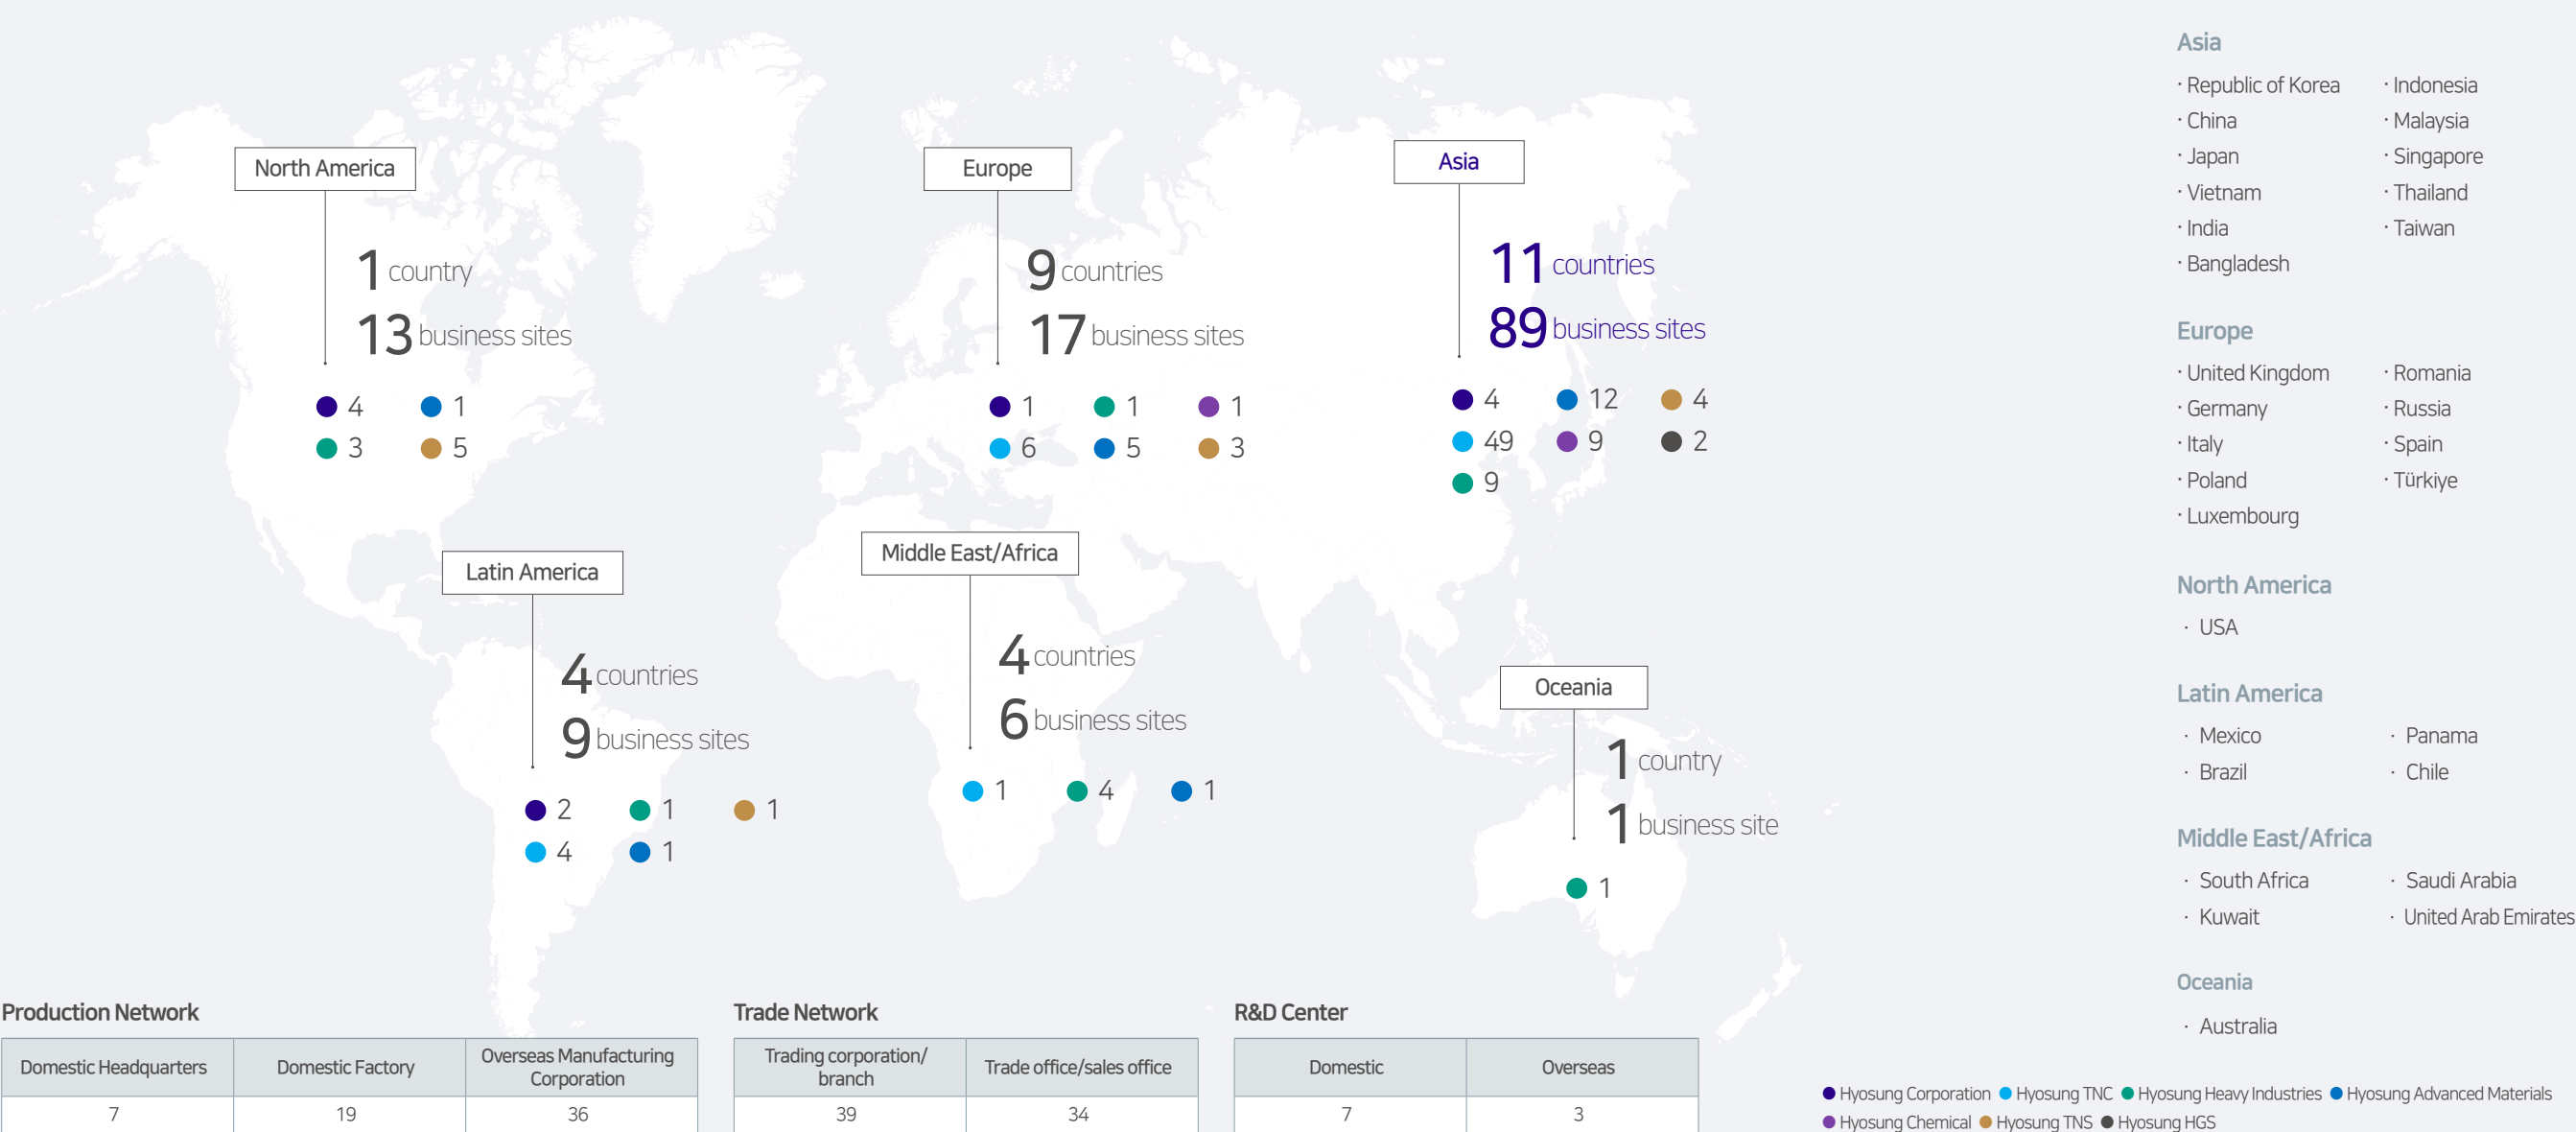 North America
1 country
13 business sites
4
1
3
5
Europe
9 countries
17 business sites
1
1
1
6
5
3
Asia
11 countries
89 business sites
4
12
4
49
9
2
9
Latin America
4 countries
9 business sites
2
1
1
4
1
Middle East/Africa
4 countries
6 business sites
1
4
1
Oceania
1 country
1 business site
1
Asia
· Republic of Korea
· Indonesia
· China
· Malaysia
· Japan
· Singapore
· Vietnam
· Thailand
· India
· Taiwan
· Bangladesh
Europe
· United Kingdom
· Romania
· Germany
· Russia
· Italy
· Spain
· Poland
· Türkiye
· Luxembourg
North America
· USA
Latin America
· Mexico
· Panama
· Brazil
· Chile
Middle East/Africa
· South Africa
· Saudi Arabia
· Kuwait
· United Arab Emirates
Oceania
· Australia
Production Network
Domestic Headquarters
Domestic Factory
Overseas Manufacturing
Corporation
7
19
36
Trade Network
Trading corporation/
branch
Trade office/sales office
39
34
R&D Center
Domestic
Overseas
7
3
Hyosung Corporation Hyosung TNC Hyosung Heavy Industries Hyosung Advanced Materials
Hyosung Chemical Hyosung TNS Hyosung HGS